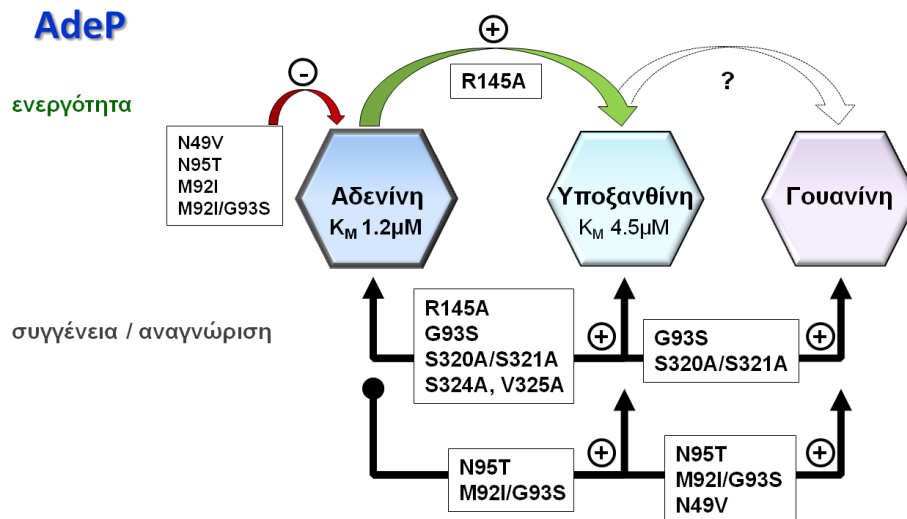 AdeP
ενεργότητα
-
+
R145A
?
N49V
N95T
M92I
M92I/G93S
Αδενίνη
KM 1.2μM
Υποξανθίνη
KM 4.5μM
Γουανίνη
συγγένεια / αναγνώριση
R145A
G93S
S320A/S321A
S324A, V325A
+
G93S
S320A/S321A
+
N95T
M92I/G93S
+
N95T
M92I/G93S
N49V
+